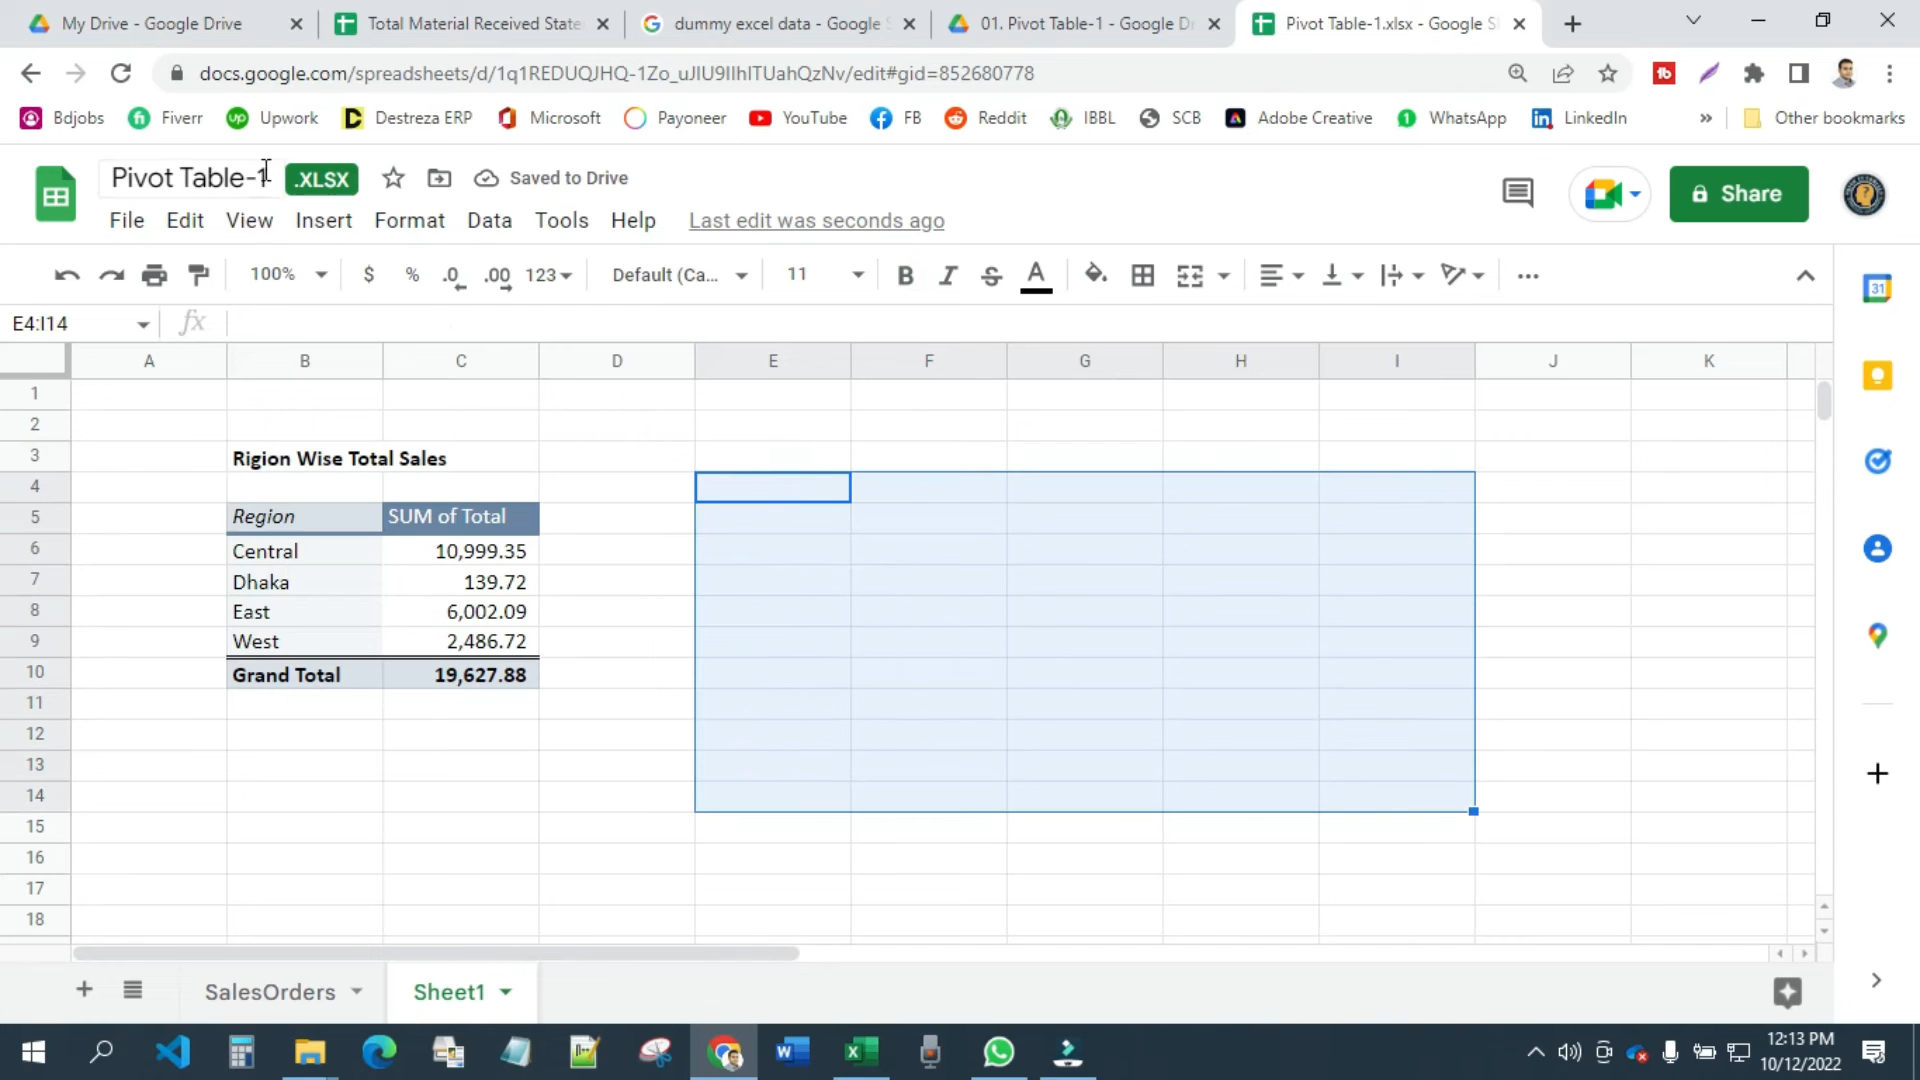 My Drive - Google Drive
Total Material Received State
dummy excel data - Google S
01. Pivot Table-1 - Google Dr
Pivot Table-1.xlsx - Google Sh
docs.google.com/spreadsheets/d/1q1REDUQJHQ-1Zo_uJIU9IIhITUahQzNv/edit#gid=852680778
Bdjobs Fiverr Upwork Destreza ERP Microsoft Payoneer YouTube FB Reddit IBBL SCB Adobe Creative WhatsApp LinkedIn » Other bookmarks
Pivot Table-1 .XLSX Saved to Drive
Share
File Edit View Insert Format Data Tools Help Last edit was seconds ago
100% $ % .0 .00 123 Default (Ca... 11 B I S A
31
E4:I14 fx
A B C D E F G H I J K
1
2
3 Rigion Wise Total Sales
4
5 Region SUM of Total
6 Central 10,999.35
7 Dhaka 139.72
8 East 6,002.09
9 West 2,486.72
10 Grand Total 19,627.88
11
12
13
14
15
16
17
18
SalesOrders Sheet1
12:13 PM
10/12/2022